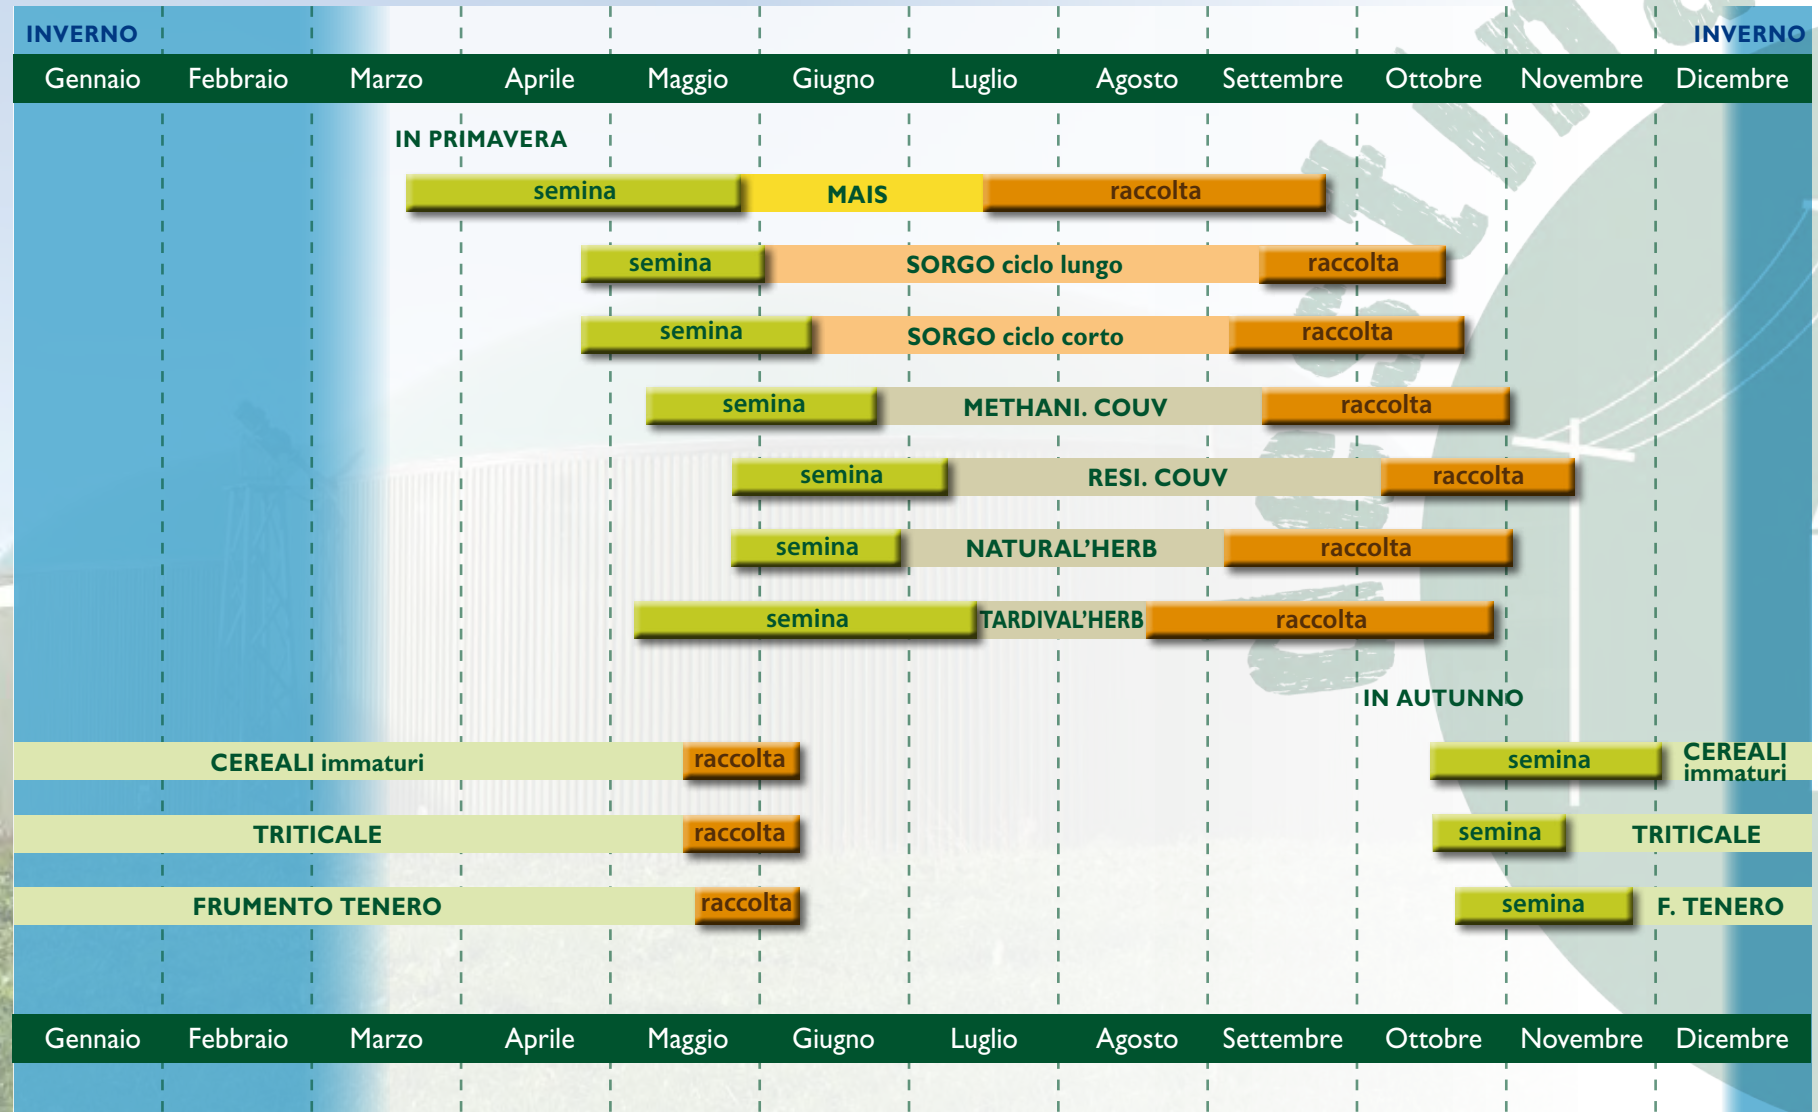 INVERNO INVERNO
Gennaio Febbraio Marzo Aprile Maggio Giugno Luglio Agosto Settembre Ottobre Novembre Dicembre
IN PRIMAVERA
semina MAIS raccolta
semina SORGO ciclo lungo raccolta
semina SORGO ciclo corto raccolta
semina METHANI. COUV raccolta
semina RESI. COUV raccolta
semina NATURAL'HERB raccolta
semina TARDIVAL'HERB raccolta
IN AUTUNNO
CEREALI immaturi raccolta semina CEREALI
immaturi
TRITICALE raccolta semina TRITICALE
FRUMENTO TENERO raccolta semina F. TENERO
Gennaio Febbraio Marzo Aprile Maggio Giugno Luglio Agosto Settembre Ottobre Novembre Dicembre